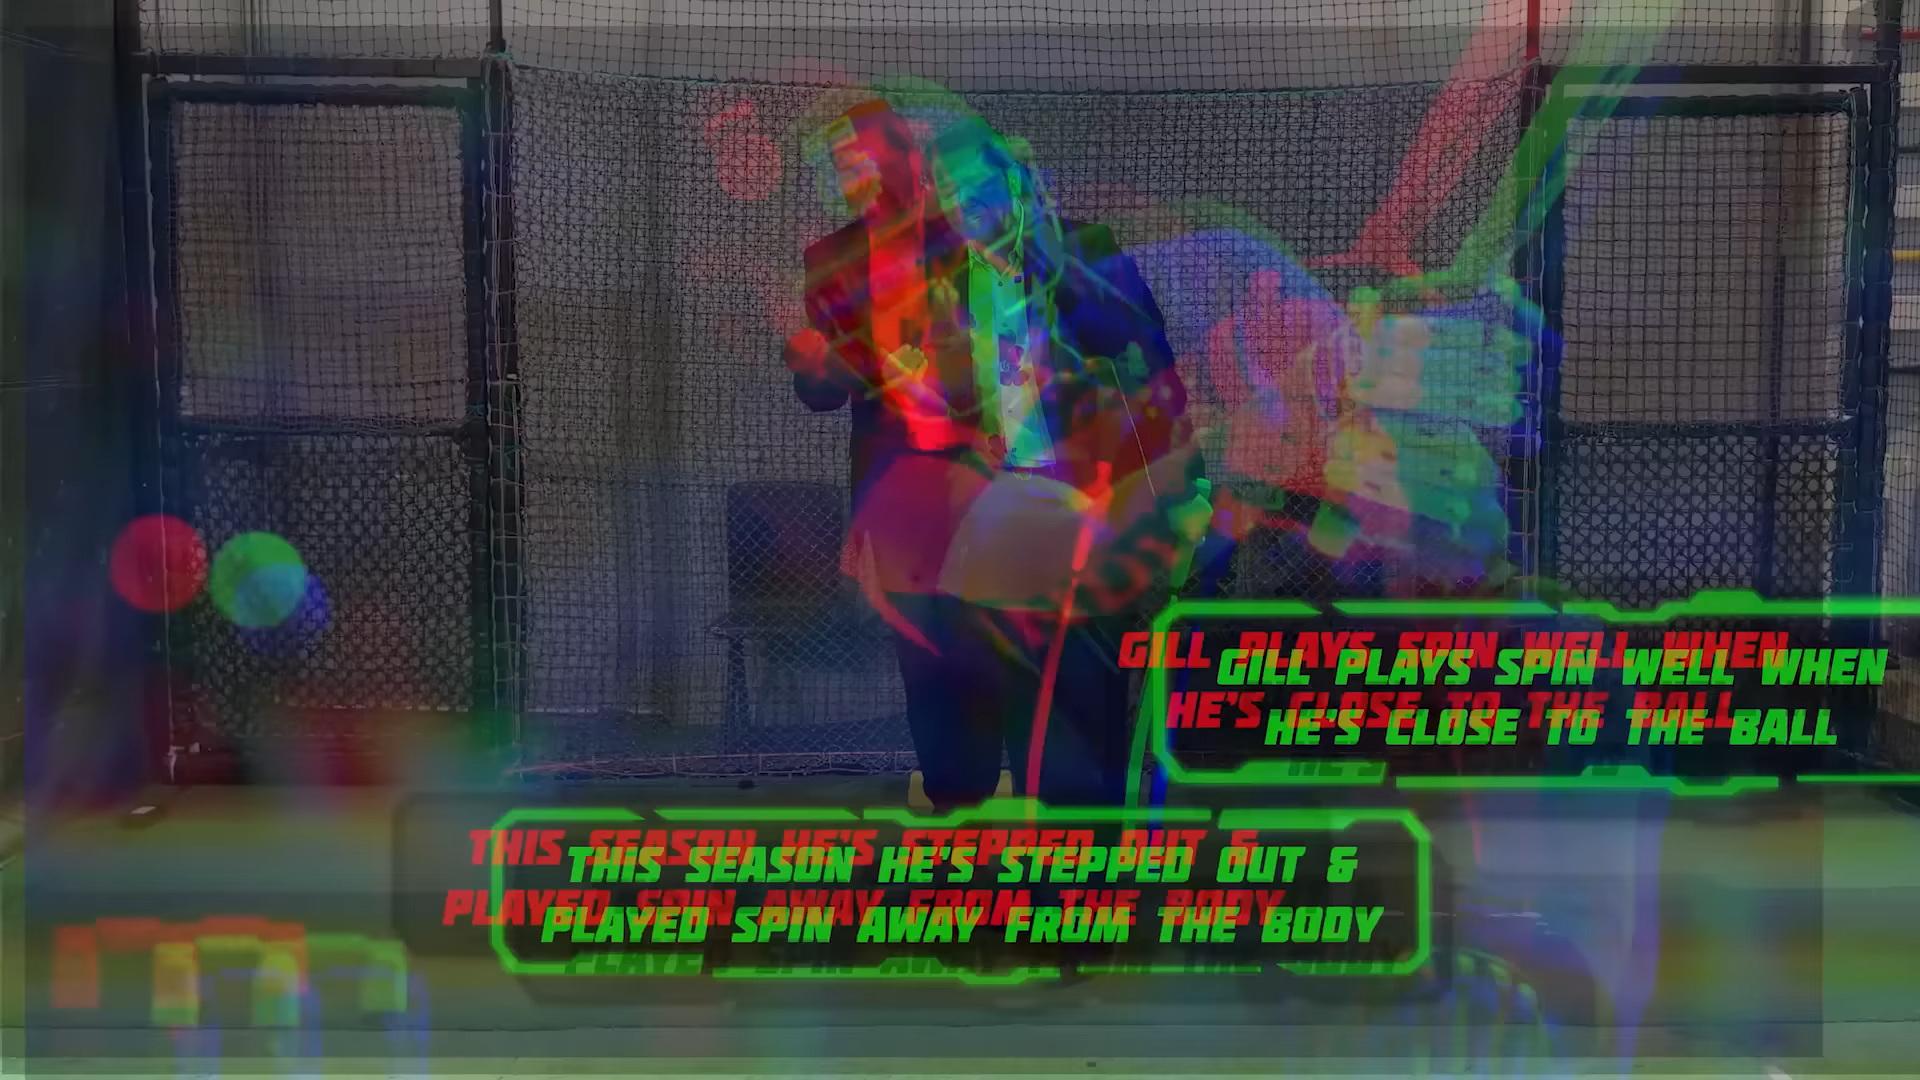 GILL PLAYS SPIN WELL WHEN
HE'S CLOSE TO THE BALL
THIS SEASON HE'S STEPPED OUT &
PLAYED SPIN AWAY FROM THE BODY